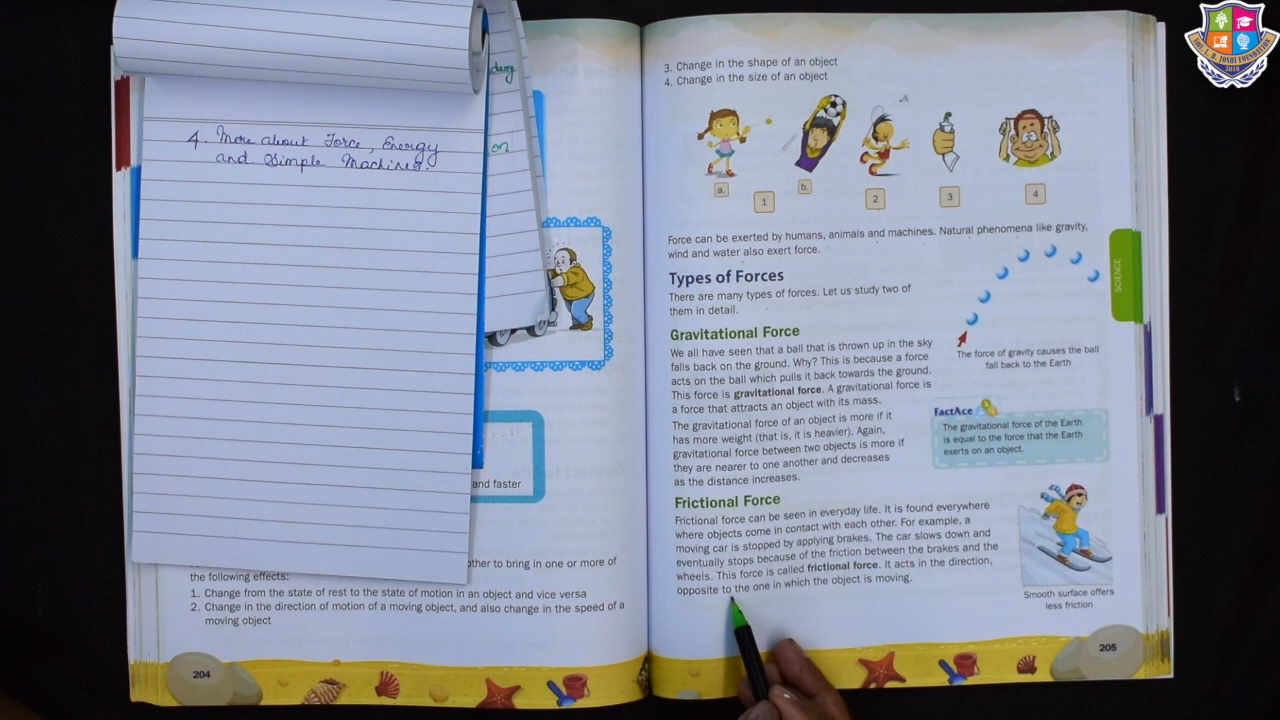 4. More about Force, Energy
and Simple Machines.
on
and faster
other to bring in one or more of
the following effects:
1. Change from the state of rest to the state of motion in an object and vice versa
2. Change in the direction of motion of a moving object, and also change in the speed of a
moving object
204
3. Change in the shape of an object
4. Change in the size of an object
a.
1
b.
2
3
4
Force can be exerted by humans, animals and machines. Natural phenomena like gravity,
wind and water also exert force.
Types of Forces
There are many types of forces. Let us study two of
them in detail.
Gravitational Force
We all have seen that a ball that is thrown up in the sky
falls back on the ground. Why? This is because a force
acts on the ball which pulls it back towards the ground.
This force is gravitational force. A gravitational force is
a force that attracts an object with its mass.
The gravitational force of an object is more if it
has more weight (that is, it is heavier). Again,
gravitational force between two objects is more if
they are nearer to one another and decreases
as the distance increases.
The force of gravity causes the ball
fall back to the Earth
FactAce
The gravitational force of the Earth
is equal to the force that the Earth
exerts on an object.
Frictional Force
Frictional force can be seen in everyday life. It is found everywhere
where objects come in contact with each other. For example, a
moving car is stopped by applying brakes. The car slows down and
eventually stops because of the friction between the brakes and the
wheels. This force is called frictional force. It acts in the direction,
opposite to the one in which the object is moving.
Smooth surface offers
less friction
SCIENCE
205
SHRI. L. R. JOSHI FOUNDATION
2018